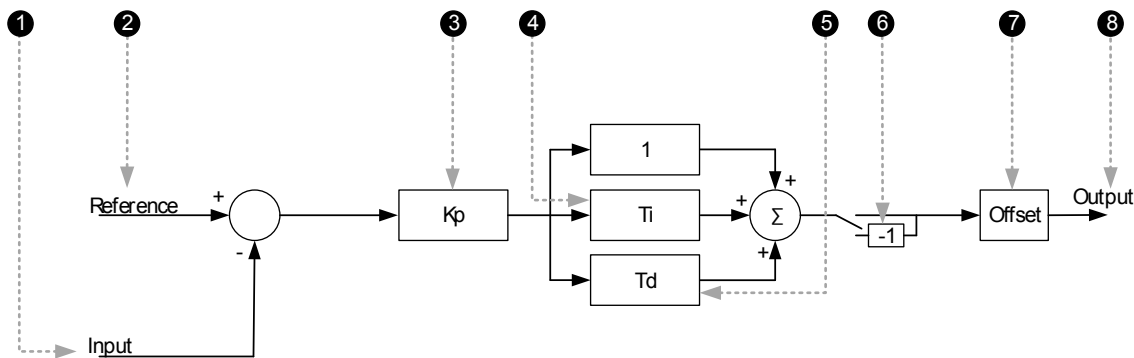 1 2 3 4 5 6 7 8
1
Reference + Kp + Ti + Σ + -1 Offset Output
-
Td +
Input